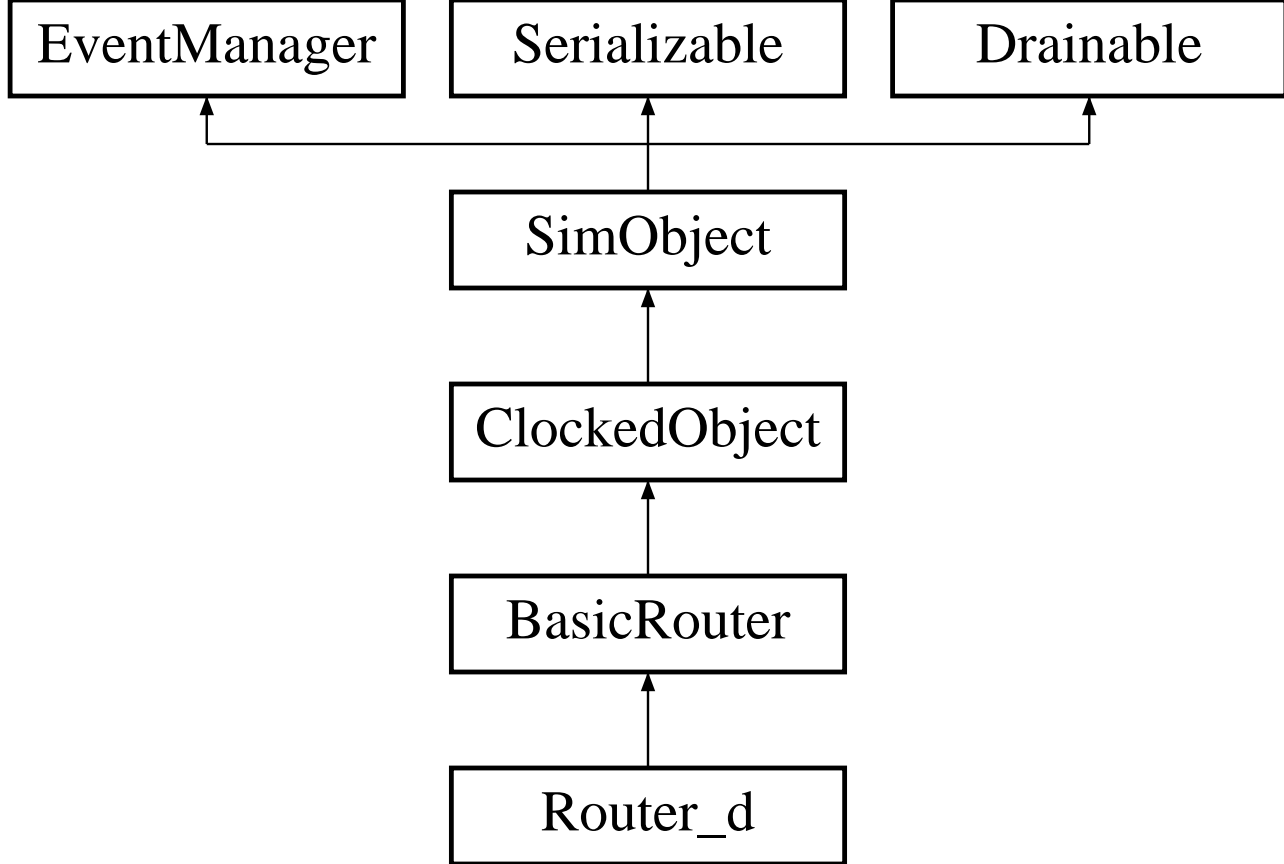 EventManager
Serializable
Drainable
SimObject
ClockedObject
BasicRouter
Router_d